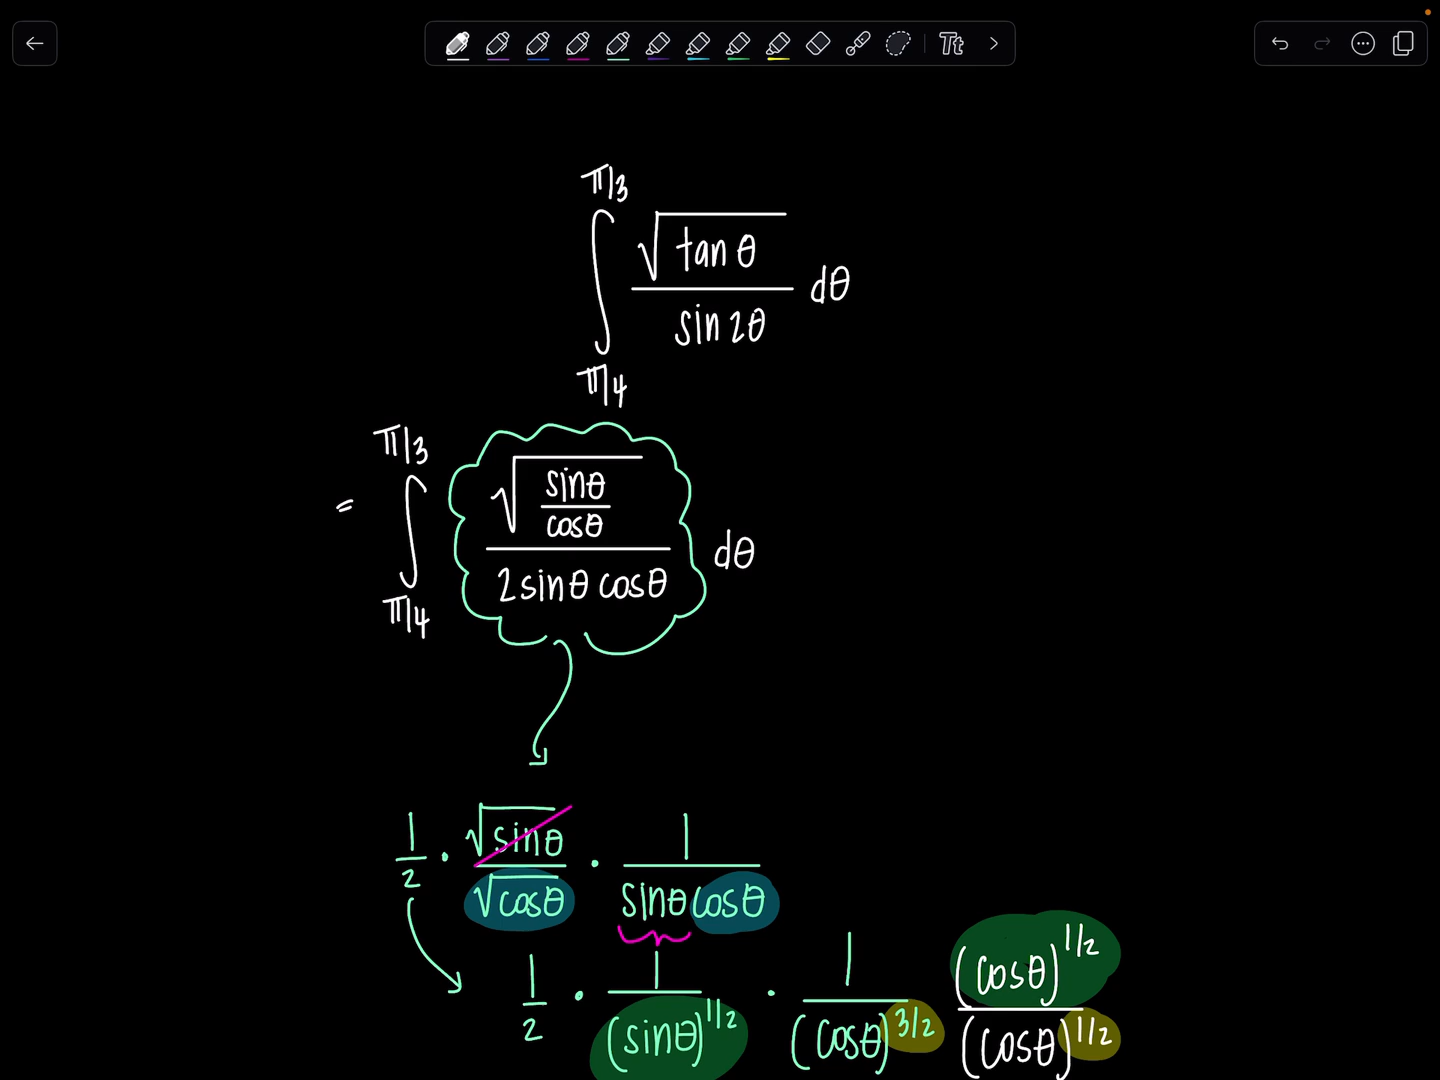 Tt
π/3
∫ √tan θ / sin 2θ dθ
π/4
π/3
= ∫ √(sinθ / cosθ) / 2 sinθ cosθ dθ
π/4
1/2 · √sinθ / √cosθ · 1 / sinθ cosθ
1/2 · 1 / (sinθ)^1/2 · 1 / (cosθ)^3/2 (cosθ)^1/2 / (cosθ)^1/2